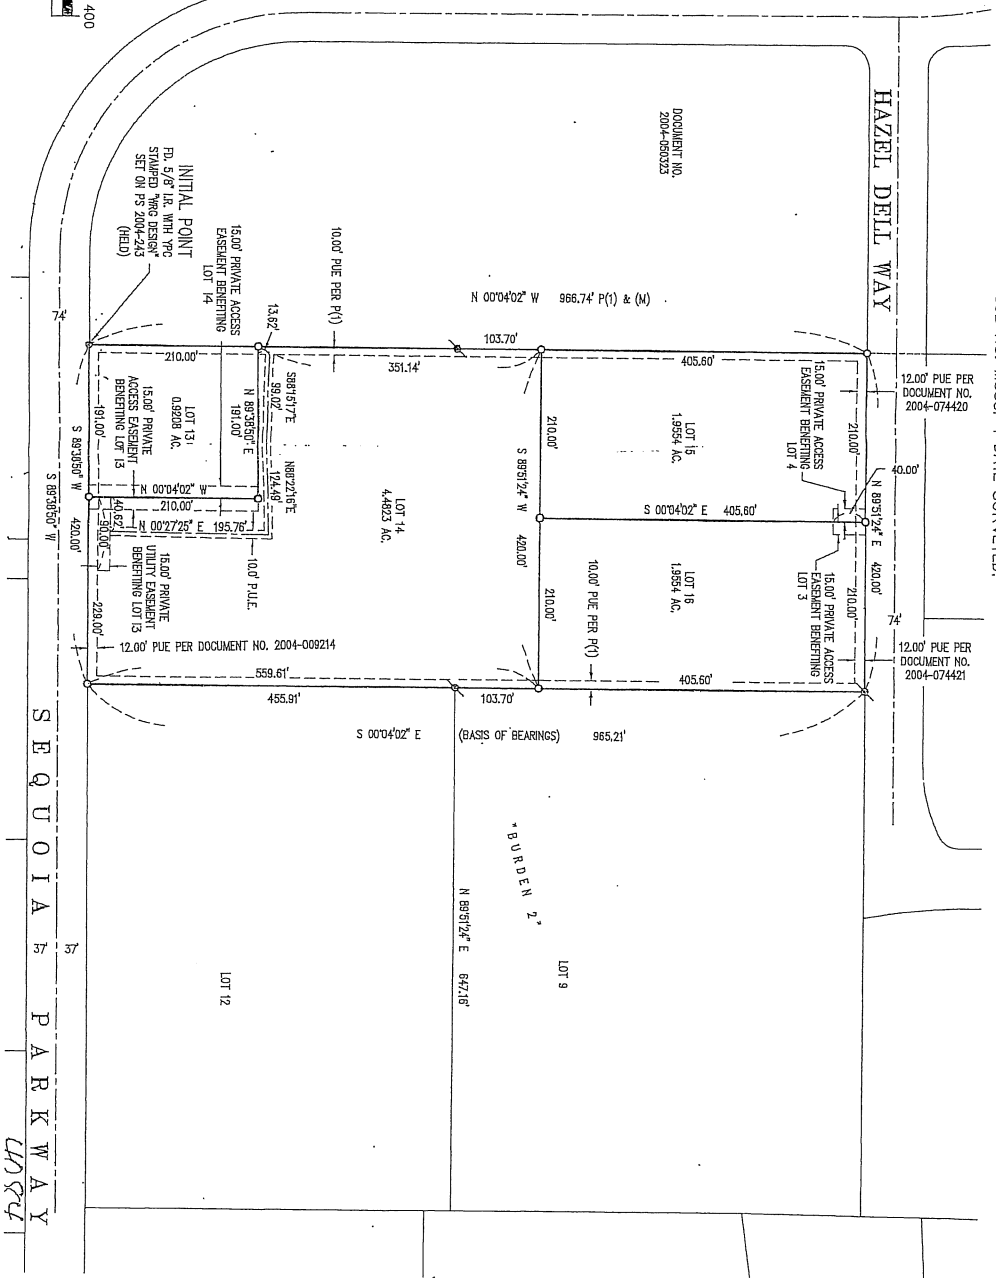 400
HAZEL DELL WAY
DOCUMENT NO.
2004-050323
INITIAL POINT
FD. 5/8" I.R. WITH YPC
STAMPED "WRG DESIGN"
SET ON PS 2004-243
(HELD)
15.00' PRIVATE ACCESS
EASEMENT BENEFITING
LOT 14
10.00' PUE PER P(1)
N 00°04'02" W 966.74' P(1) & (M)
74'
13.62'
103.70'
351.14'
405.60'
12.00' PUE PER
DOCUMENT NO.
2004-074420
210.00'
191.00'
S 89°38'50" W
S 89°38'50" W
420.00'
15.00' PRIVATE
ACCESS EASEMENT
BENEFITING LOT 13
LOT 13
0.9208 AC.
N 89°38'50" E
191.00'
S88°15'17"E
99.02'
N88°22'16"E
124.49'
N 00°04'02" W
210.00'
N 00°27'25" E 195.76'
40.62'
90.00'
15.00' PRIVATE
UTILITY EASEMENT
BENEFITING LOT 13
10.0' P.U.E.
229.00'
12.00' PUE PER DOCUMENT NO. 2004-009214
LOT 14
4.4823 AC.
210.00'
S 89°51'24" W 420.00'
210.00'
LOT 15
1.9554 AC.
15.00' PRIVATE ACCESS
EASEMENT BENEFITING
LOT 4
210.00'
40.00'
N 89°51'24" E 420.00'
S 00°04'02" E 405.60'
LOT 16
1.9554 AC.
10.00' PUE PER P(1)
15.00' PRIVATE ACCESS
EASEMENT BENEFITING
LOT 3
210.00'
74'
12.00' PUE PER
DOCUMENT NO.
2004-074421
559.61'
455.91'
103.70'
405.60'
S 00°04'02" E (BASIS OF BEARINGS) 965.21'
"BURDEN 2"
N 89°51'24" E 647.16'
LOT 9
LOT 12
SEQUOIA PARKWAY
37' 37'